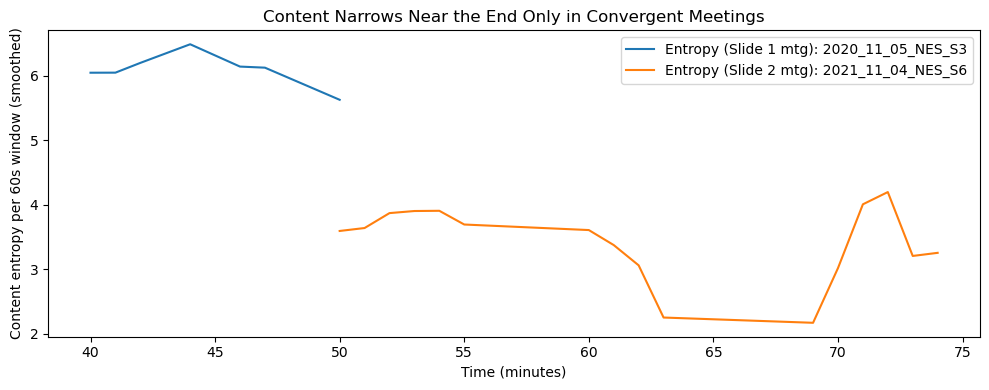 Content Narrows Near the End Only in Convergent Meetings
Content entropy per 60s window (smoothed)
Entropy (Slide 1 mtg): 2020_11_05_NES_S3
Entropy (Slide 2 mtg): 2021_11_04_NES_S6
6
5
4
3
2
40 45 50 55 60 65 70 75
Time (minutes)